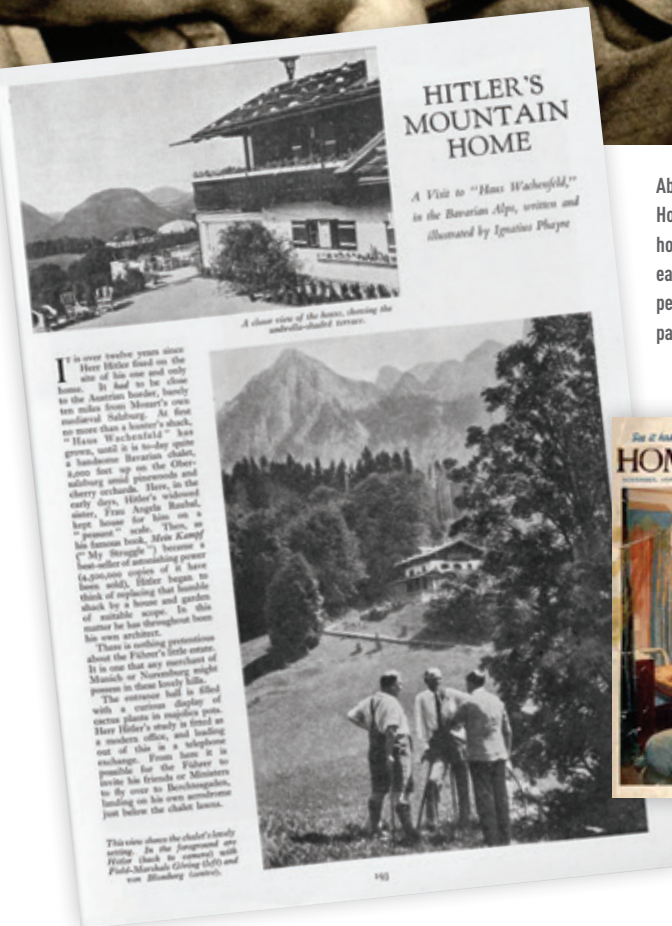 HITLER'S
MOUNTAIN
HOME
A Visit to "Haus Wachenfeld,"
in the Bavarian Alps, written and
illustrated by Ignatius Phayre
A closer view of the house, showing the
umbrella-shaded terrace.
IT is over twelve years since
Herr Hitler fixed on the
site of his one and only
home. It had to be close
to the Austrian border, barely
ten miles from Mozart's own
mediæval Salzburg. At first
no more than a hunter's shack,
"Haus Wachenfeld" has
grown, until it is to-day quite
a handsome Bavarian chalet,
2,000 feet up on the Ober-
salzburg amid pinewoods and
cherry orchards. Here, in the
early days, Hitler's widowed
sister, Frau Angela Raubal,
kept house for him on a
"peasant" scale. Then, as
his famous book, Mein Kampf
("My Struggle") became a
best-seller of astonishing power
(4,500,000 copies of it have
been sold), Hitler began to
think of replacing that humble
shack by a house and garden
of suitable scope. In this
matter he has throughout been
his own architect.
There is nothing pretentious
about the Führer's little estate.
It is one that any merchant of
Munich or Nuremburg might
possess in these lovely hills.
The entrance hall is filled
with a curious display of
cactus plants in majolica pots.
Herr Hitler's study is fitted as
a modern office, and leading
out of this is a telephone
exchange. From here it is
possible for the Führer to
invite his friends or Ministers
to fly over to Berchtesgaden,
landing on his own aerodrome
just below the chalet lawns.
This view shows the chalet's lovely
setting. In the foreground are
Hitler (back to camera) with
Field-Marshals Göring (left) and
von Blomberg (centre).
193
Ab
Ho
ho
ea
pe
pa
See it
HOM
NOVEMBER